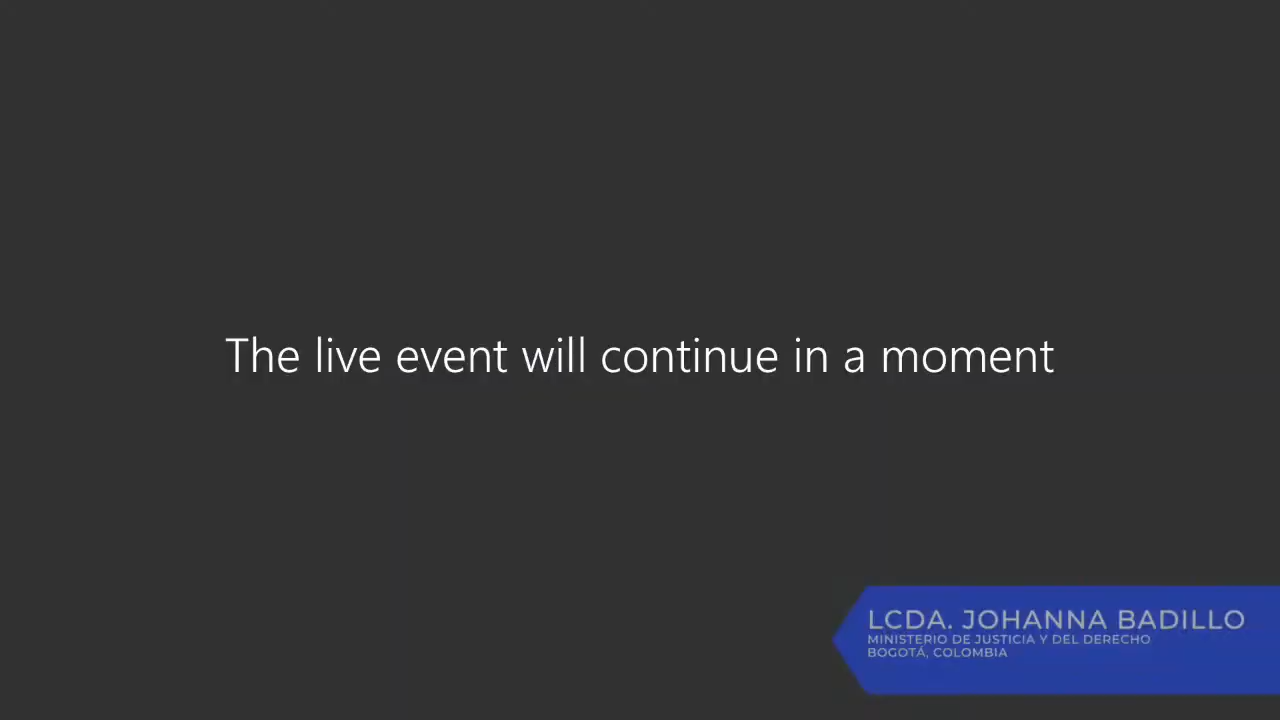 The live event will continue in a moment
LCDA. JOHANNA BADILLO
MINISTERIO DE JUSTICIA Y DEL DERECHO
BOGOTÁ, COLOMBIA